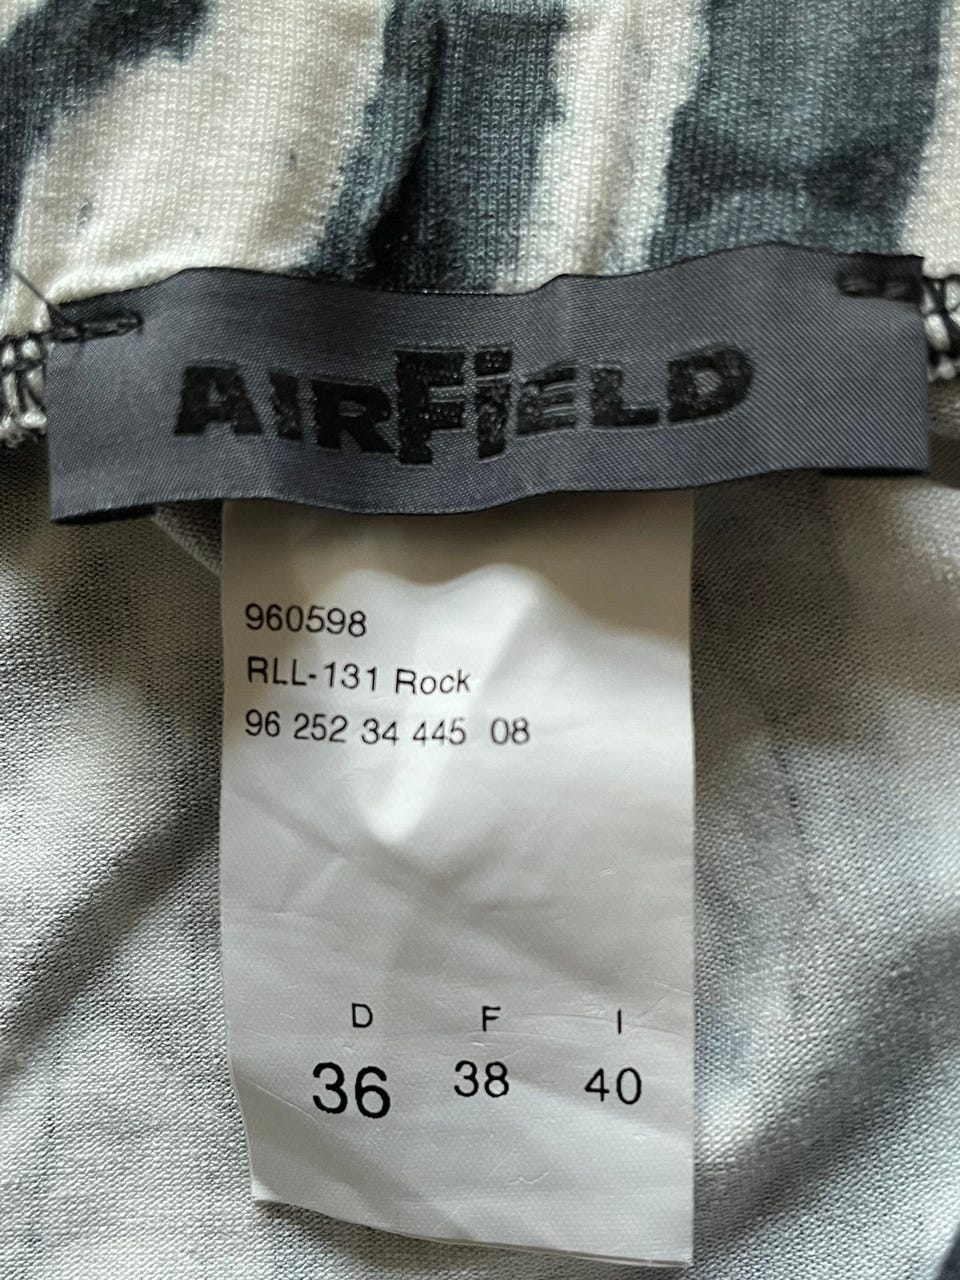 AIRFiELD
960598
RLL-131 Rock
96 252 34 445 08
D F I
36 38 40